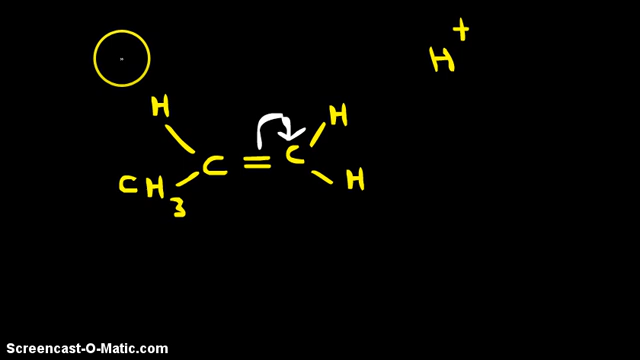 H+
H
H
C = C
CH3
H
Screencast-O-Matic.com